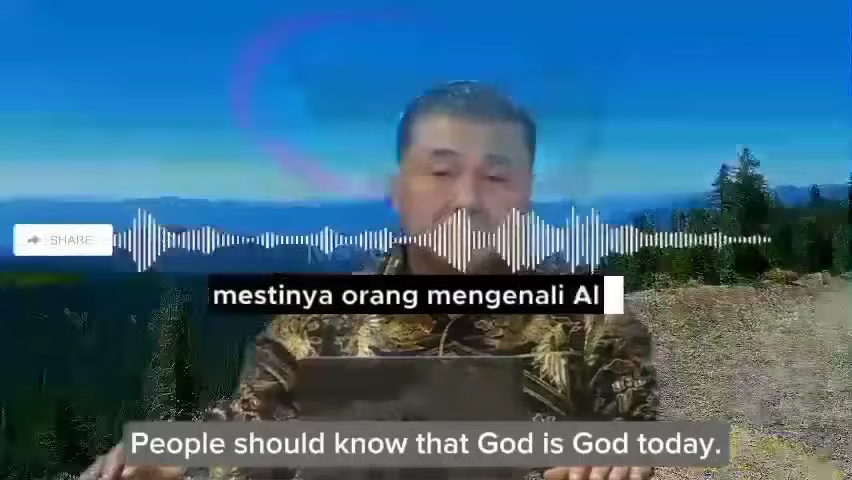 SHARE
mestinya orang mengenali Al
People should know that God is God today.